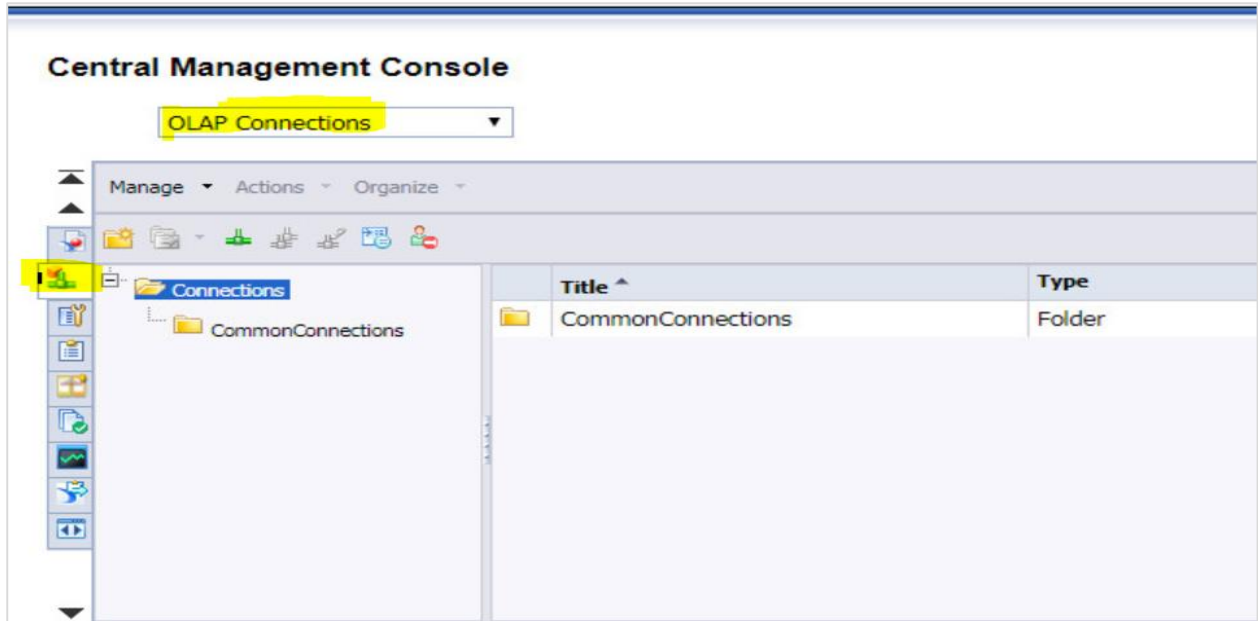 Central Management Console
OLAP Connections
Manage Actions Organize
Connections
CommonConnections
Title Type
CommonConnections Folder